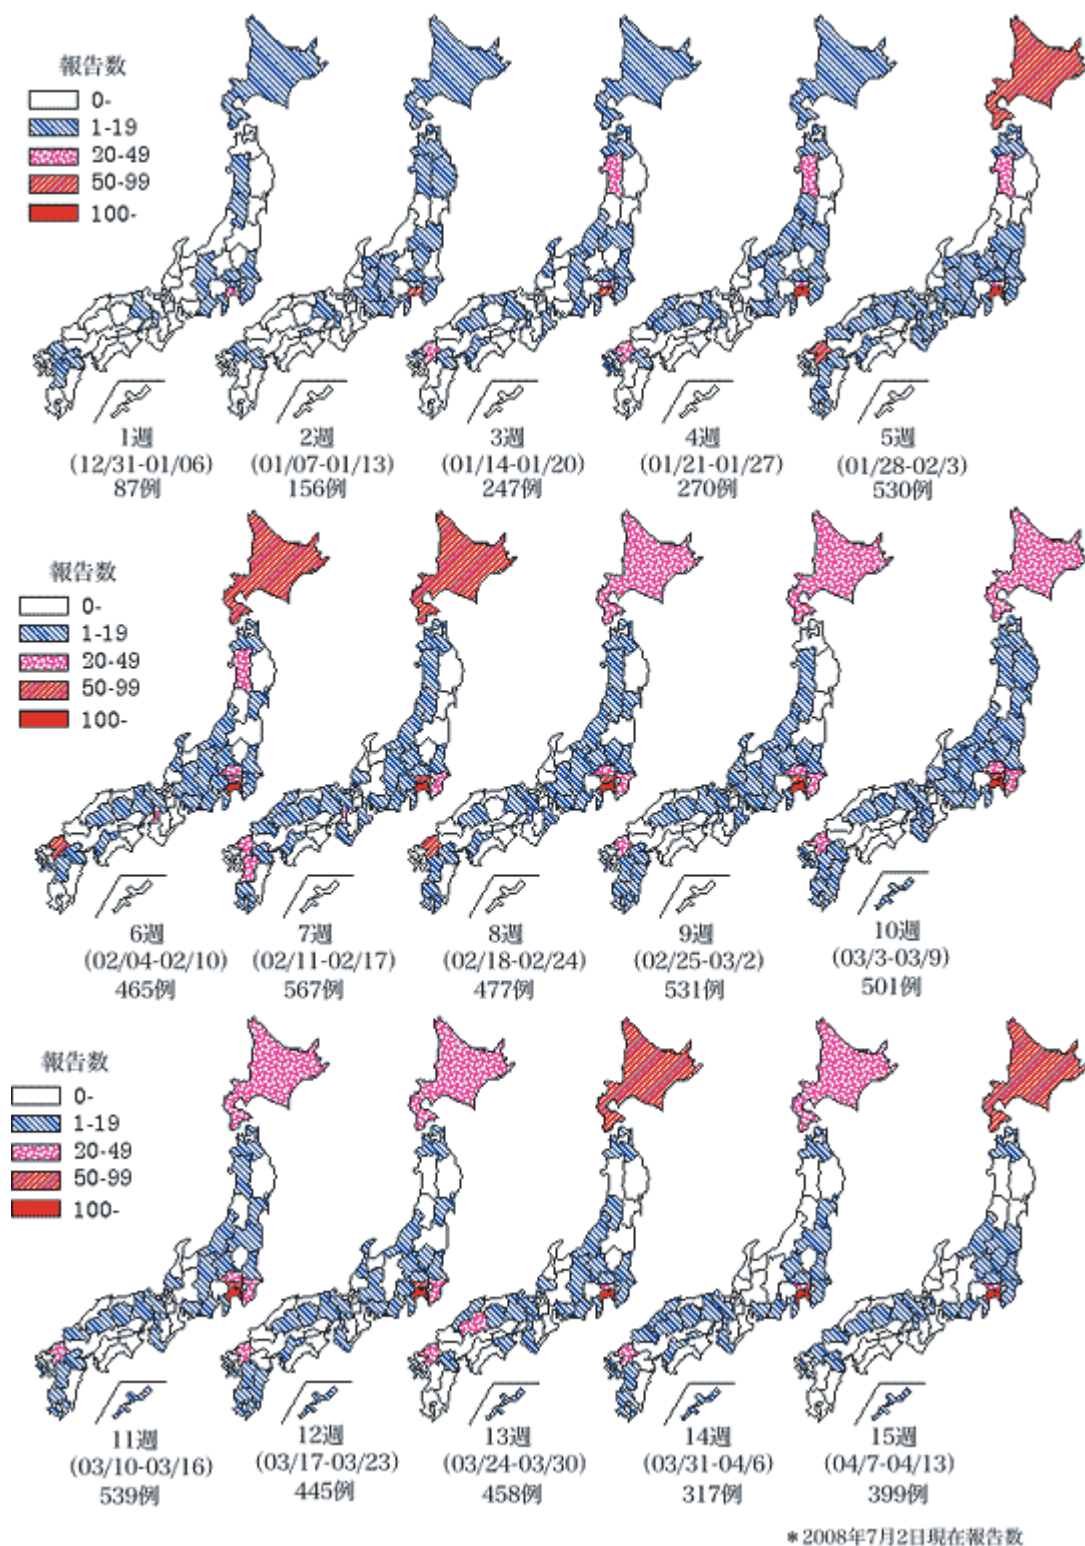 報告数
0-
1-19
20-49
50-99
100-
1週
(12/31-01/06)
87例
2週
(01/07-01/13)
156例
3週
(01/14-01/20)
247例
4週
(01/21-01/27)
270例
5週
(01/28-02/3)
530例
報告数
0-
1-19
20-49
50-99
100-
6週
(02/04-02/10)
465例
7週
(02/11-02/17)
567例
8週
(02/18-02/24)
477例
9週
(02/25-03/2)
531例
10週
(03/3-03/9)
501例
報告数
0-
1-19
20-49
50-99
100-
11週
(03/10-03/16)
539例
12週
(03/17-03/23)
445例
13週
(03/24-03/30)
458例
14週
(03/31-04/6)
317例
15週
(04/7-04/13)
399例
＊2008年7月2日現在報告数